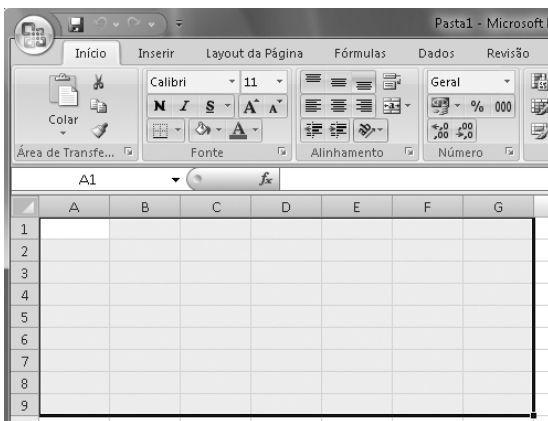 Pasta1 - Microsoft
Início Inserir Layout da Página Fórmulas Dados Revisão
Calibri 11 Geral
Colar N I S A A % 000
A ,00 ,00
Área de Transfe... Fonte Alinhamento Número
A1 fx
A B C D E F G
1
2
3
4
5
6
7
8
9